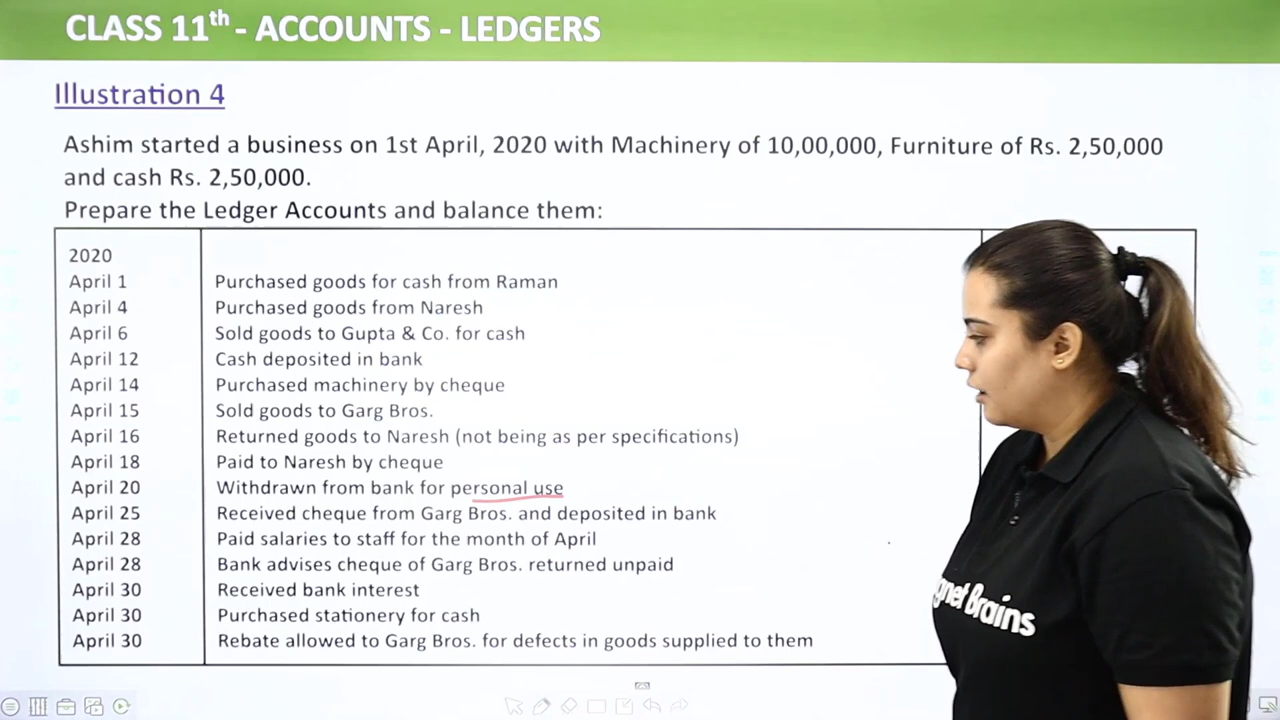 CLASS 11th - ACCOUNTS - LEDGERS
Illustration 4
Ashim started a business on 1st April, 2020 with Machinery of 10,00,000, Furniture of Rs. 2,50,000
and cash Rs. 2,50,000.
Prepare the Ledger Accounts and balance them:
2020
April 1 Purchased goods for cash from Raman
April 4 Purchased goods from Naresh
April 6 Sold goods to Gupta & Co. for cash
April 12 Cash deposited in bank
April 14 Purchased machinery by cheque
April 15 Sold goods to Garg Bros.
April 16 Returned goods to Naresh (not being as per specifications)
April 18 Paid to Naresh by cheque
April 20 Withdrawn from bank for personal use
April 25 Received cheque from Garg Bros. and deposited in bank
April 28 Paid salaries to staff for the month of April
April 28 Bank advises cheque of Garg Bros. returned unpaid
April 30 Received bank interest
April 30 Purchased stationery for cash
April 30 Rebate allowed to Garg Bros. for defects in goods supplied to them
gnet Brains